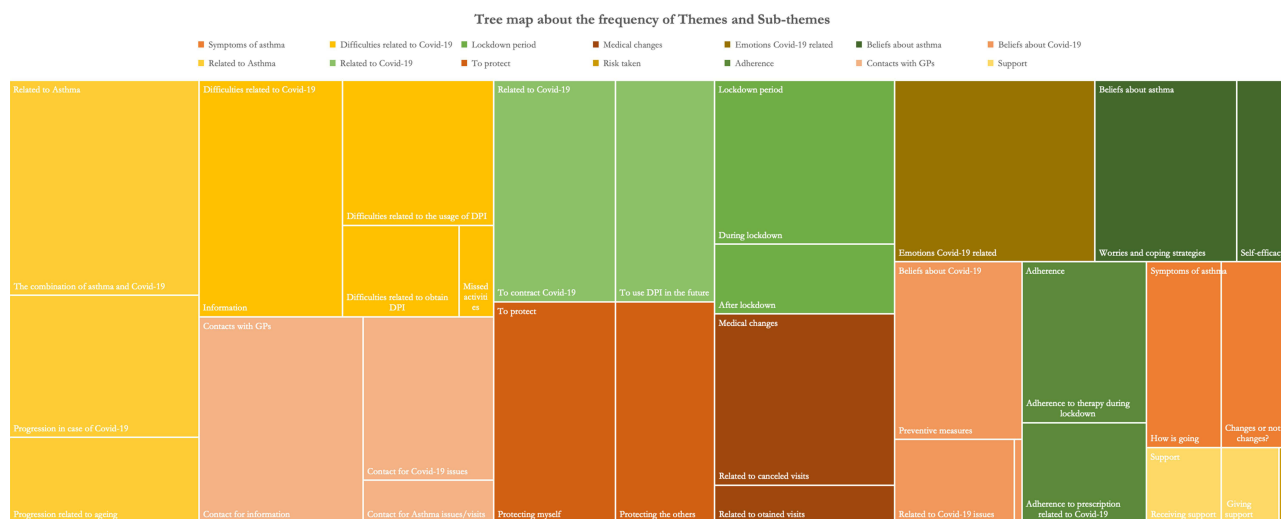 Tree map about the frequency of Themes and Sub-themes
Symptoms of asthma
Difficulties related to Covid-19
Lockdown period
Medical changes
Emotions Covid-19 related
Beliefs about asthma
Beliefs about Covid-19
Related to Asthma
Related to Covid-19
To protect
Risk taken
Adherence
Contacts with GPs
Support
Related to Asthma
The combination of asthma and Covid-19
Progression in case of Covid-19
Progression related to ageing
Difficulties related to Covid-19
Information
Difficulties related to the usage of DPI
Difficulties related to obtain
DPI
Missed
activiti
es
Contacts with GPs
Contact for information
Contact for Covid-19 issues
Contact for Asthma issues/visits
Related to Covid-19
To contract Covid-19
To use DPI in the future
To protect
Protecting myself
Protecting the others
Lockdown period
During lockdown
After lockdown
Medical changes
Related to canceled visits
Related to otained visits
Emotions Covid-19 related
Beliefs about asthma
Worries and coping strategies
Self-efficac
Beliefs about Covid-19
Preventive measures
Related to Covid-19 issues
Adherence
Adherence to therapy during
lockdown
Adherence to prescription
related to Covid-19
Symptoms of asthma
How is going
Changes or not
changes?
Support
Receiving support
Giving
support